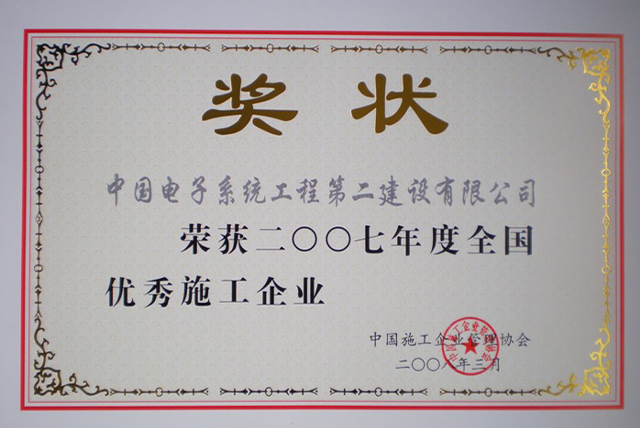 奖 状
中国电子系统工程第二建设有限公司
荣获二〇〇七年度全国
优秀施工企业
中国施工企业管理协会
二〇〇八年三月